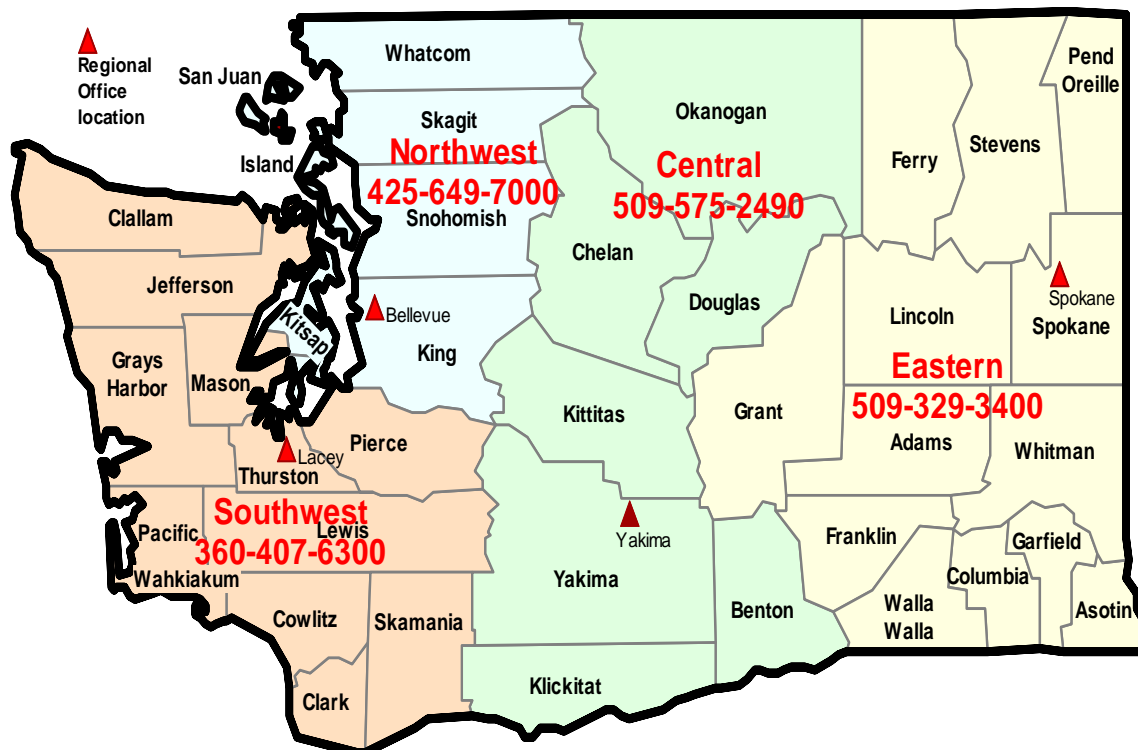 Regional
Office
location
San Juan
Island
Whatcom
Skagit
Northwest
425-649-7000
Snohomish
Bellevue
King
Kitsap
Okanogan
Central
509-575-2490
Chelan
Douglas
Kittitas
Yakima
Yakima
Benton
Klickitat
Pend
Oreille
Stevens
Ferry
Spokane
Spokane
Lincoln
Eastern
509-329-3400
Grant
Adams
Whitman
Franklin
Garfield
Columbia
Walla
Walla
Asotin
Clallam
Jefferson
Grays
Harbor
Mason
Pierce
Lacey
Thurston
Southwest
Lewis
360-407-6300
Pacific
Wahkiakum
Cowlitz
Skamania
Clark